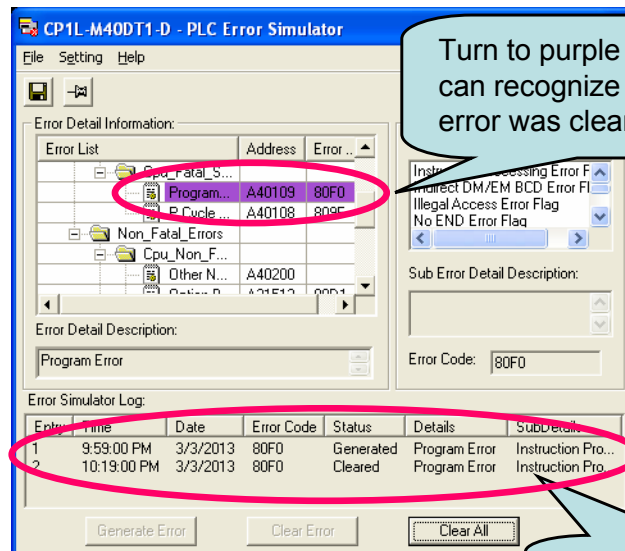 CP1L-M40DT1-D - PLC Error Simulator
File Setting Help
Turn to purple
can recognize
error was clear
Error Detail Information:
Error List Address Error ..
Cpu_Fatal_S...
Program... A40109 80F0
P.Cycle ... A40108 809F
Non_Fatal_Errors
Cpu_Non_F...
Other N... A40200
Error Detail Description:
Program Error
Error F
Indirect DM/EM BCD Error Fl
Illegal Access Error Flag
No END Error Flag
Sub Error Detail Description:
Error Code: 80F0
Error Simulator Log:
Entry Time Date Error Code Status Details SubDetails
1 9:59:00 PM 3/3/2013 80F0 Generated Program Error Instruction Pro...
2 10:19:00 PM 3/3/2013 80F0 Cleared Program Error Instruction Pro...
Generate Error Clear Error Clear All